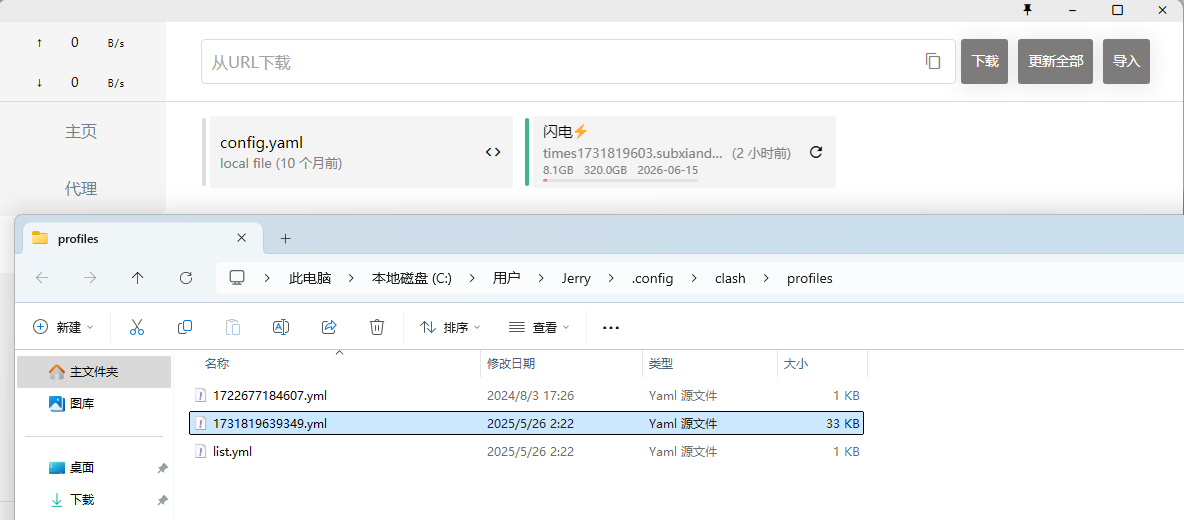 ↑ 0 B/s
从URL下载
下载
更新全部
导入
↓ 0 B/s
主页
代理
config.yaml
local file (10 个月前)
闪电⚡
times1731819603.subxiand... (2 小时前)
8.1GB 320.0GB 2026-06-15
profiles
此电脑 > 本地磁盘 (C:) > 用户 > Jerry > .config > clash > profiles
新建
排序
查看
主文件夹
图库
桌面
下载
名称 修改日期 类型 大小
1722677184607.yml 2024/8/3 17:26 Yaml 源文件 1 KB
1731819639349.yml 2025/5/26 2:22 Yaml 源文件 33 KB
list.yml 2025/5/26 2:22 Yaml 源文件 1 KB